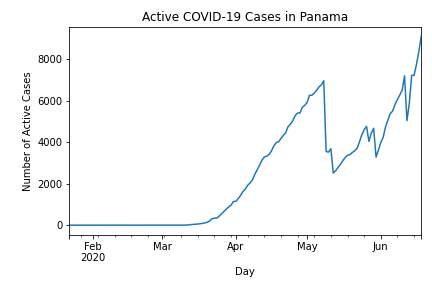 Active COVID-19 Cases in Panama
Number of Active Cases
8000
6000
4000
2000
0
Feb Mar Apr May Jun
2020
Day